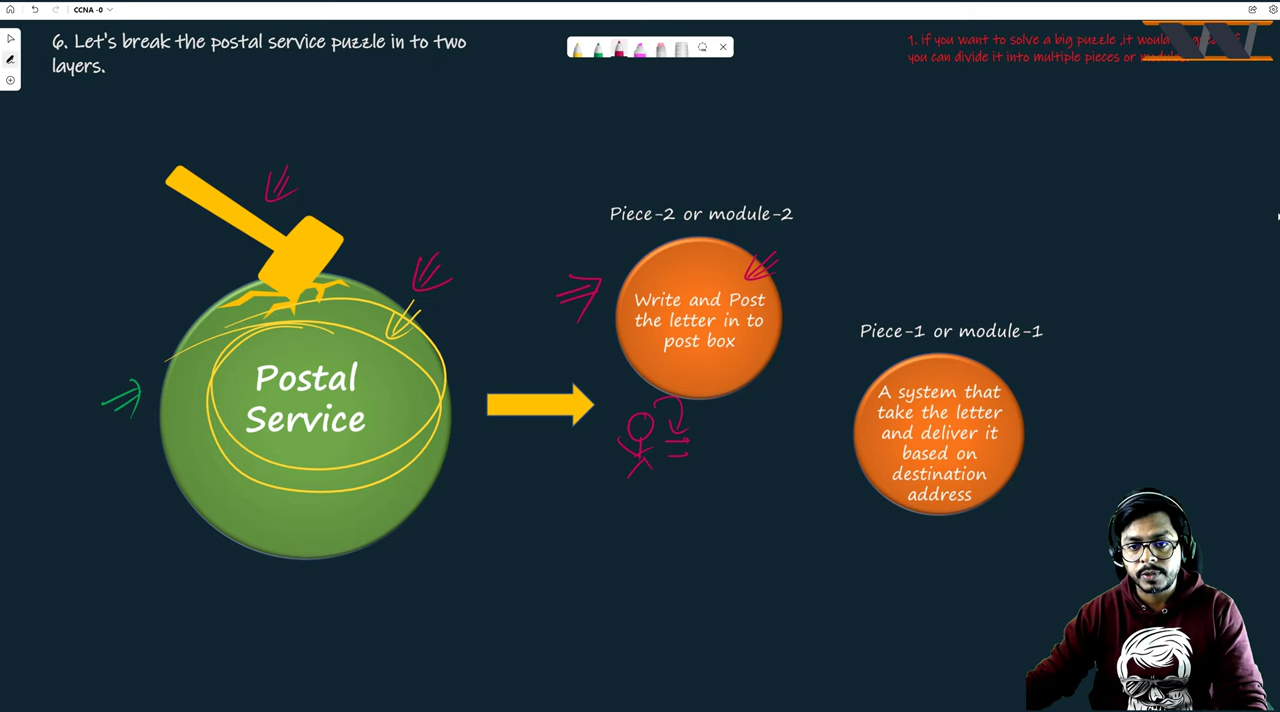 CCNA -0
6. Let's break the postal service puzzle in to two
layers.
1. if you want to solve a big puzzle ,it would
you can divide it into multiple pieces or
Piece-2 or module-2
Write and Post
the letter in to
post box
Piece-1 or module-1
A system that
take the letter
and deliver it
based on
destination
address
Postal
Service